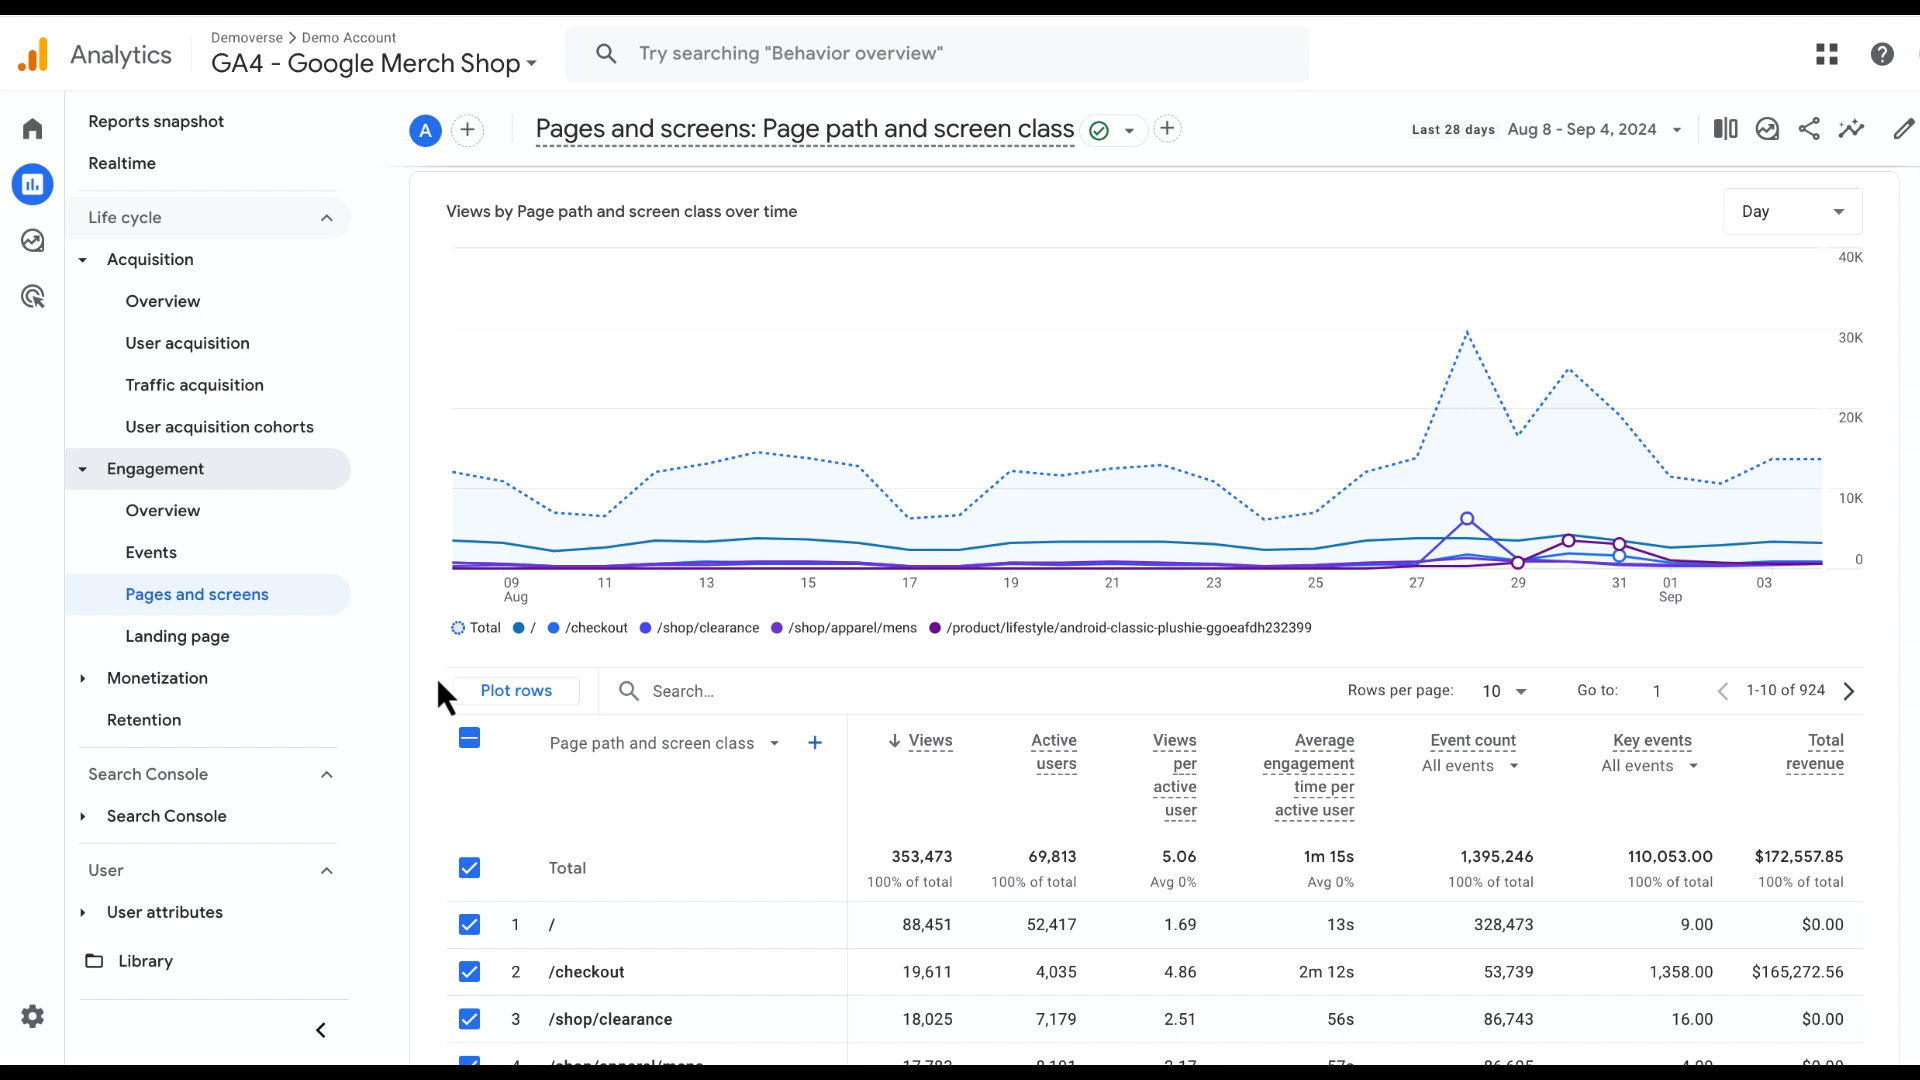 Analytics
Demoverse > Demo Account
GA4 - Google Merch Shop
Try searching "Behavior overview"
Reports snapshot
Realtime
Life cycle
Acquisition
Overview
User acquisition
Traffic acquisition
User acquisition cohorts
Engagement
Overview
Events
Pages and screens
Landing page
Monetization
Retention
Search Console
Search Console
User
User attributes
Library
A
Pages and screens: Page path and screen class
Last 28 days Aug 8 - Sep 4, 2024
Views by Page path and screen class over time
Day
40K
30K
20K
10K
0
09 11 13 15 17 19 21 23 25 27 29 31 01 03
Aug Sep
Total / /checkout /shop/clearance /shop/apparel/mens /product/lifestyle/android-classic-plushie-ggoeafdh232399
Plot rows Search... Rows per page: 10 Go to: 1 1-10 of 924
Page path and screen class
Views
Active users
Views per active user
Average engagement time per active user
Event count All events
Key events All events
Total revenue
Total 353,473 69,813 5.06 1m 15s 1,395,246 110,053.00 $172,557.85
100% of total 100% of total Avg 0% Avg 0% 100% of total 100% of total 100% of total
1 / 88,451 52,417 1.69 13s 328,473 9.00 $0.00
2 /checkout 19,611 4,035 4.86 2m 12s 53,739 1,358.00 $165,272.56
3 /shop/clearance 18,025 7,179 2.51 56s 86,743 16.00 $0.00